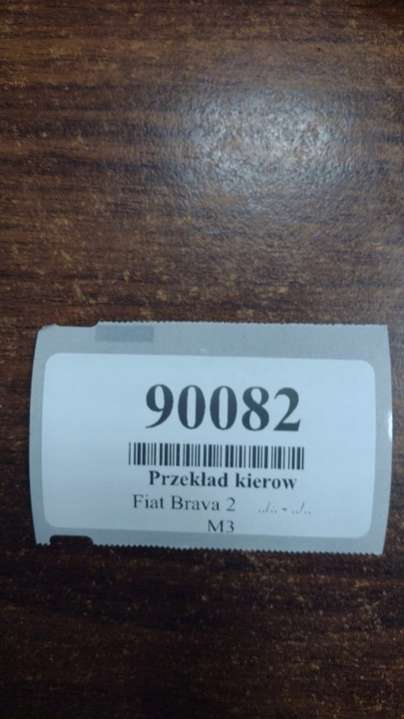 90082
Przekład kierow
Fiat Brava 2 ../.. - ../..
M3